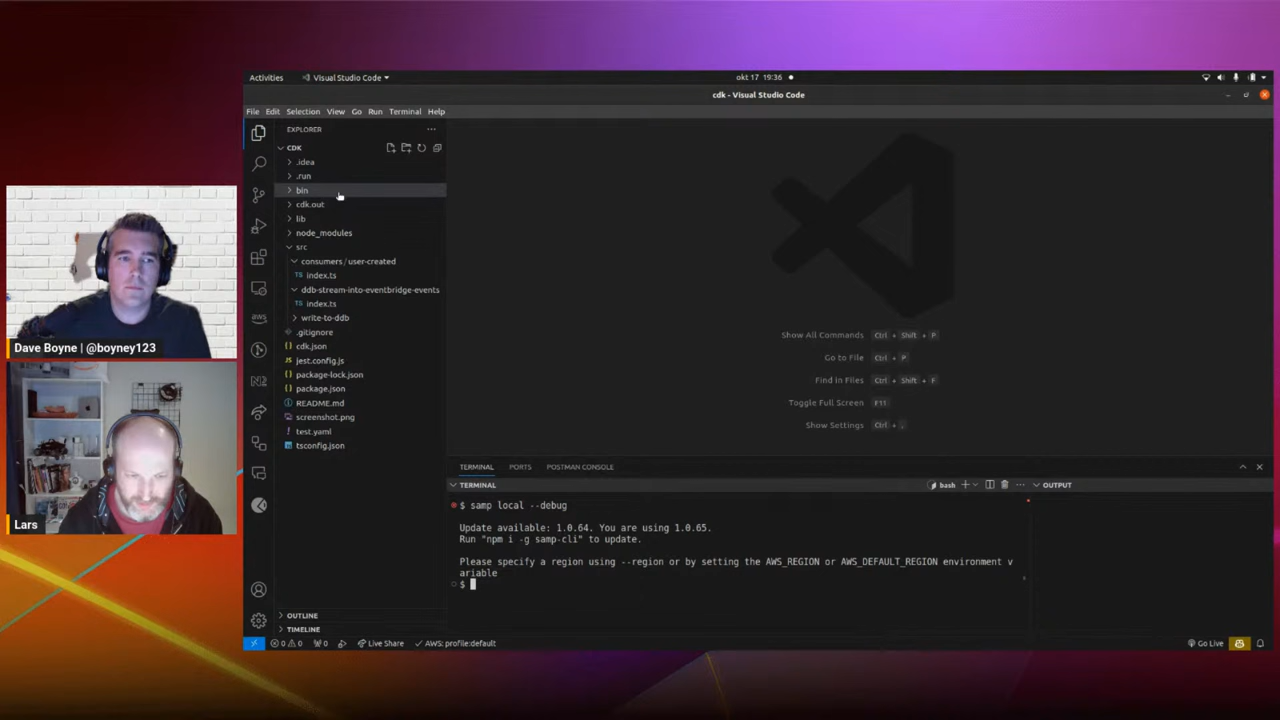 Activities
Visual Studio Code
okt 17 19:36
cdk - Visual Studio Code
File Edit Selection View Go Run Terminal Help
EXPLORER
CDK
.idea
.run
bin
cdk.out
lib
node_modules
src
consumers / user-created
TS index.ts
ddb-stream-into-eventbridge-events
TS index.ts
write-to-ddb
.gitignore
{} cdk.json
jest.config.js
{} package-lock.json
{} package.json
README.md
screenshot.png
! test.yaml
tsconfig.json
OUTLINE
TIMELINE
aws
Show All Commands Ctrl + Shift + P
Go to File Ctrl + P
Find in Files Ctrl + Shift + F
Toggle Full Screen F11
Show Settings Ctrl + ,
TERMINAL PORTS POSTMAN CONSOLE
TERMINAL
bash
OUTPUT
$ samp local --debug
Update available: 1.0.64. You are using 1.0.65.
Run "npm i -g samp-cli" to update.
Please specify a region using --region or by setting the AWS_REGION or AWS_DEFAULT_REGION environment v
ariable
$
0 0 0 Live Share AWS: profile:default
Go Live
Dave Boyne | @boyney123
Lars